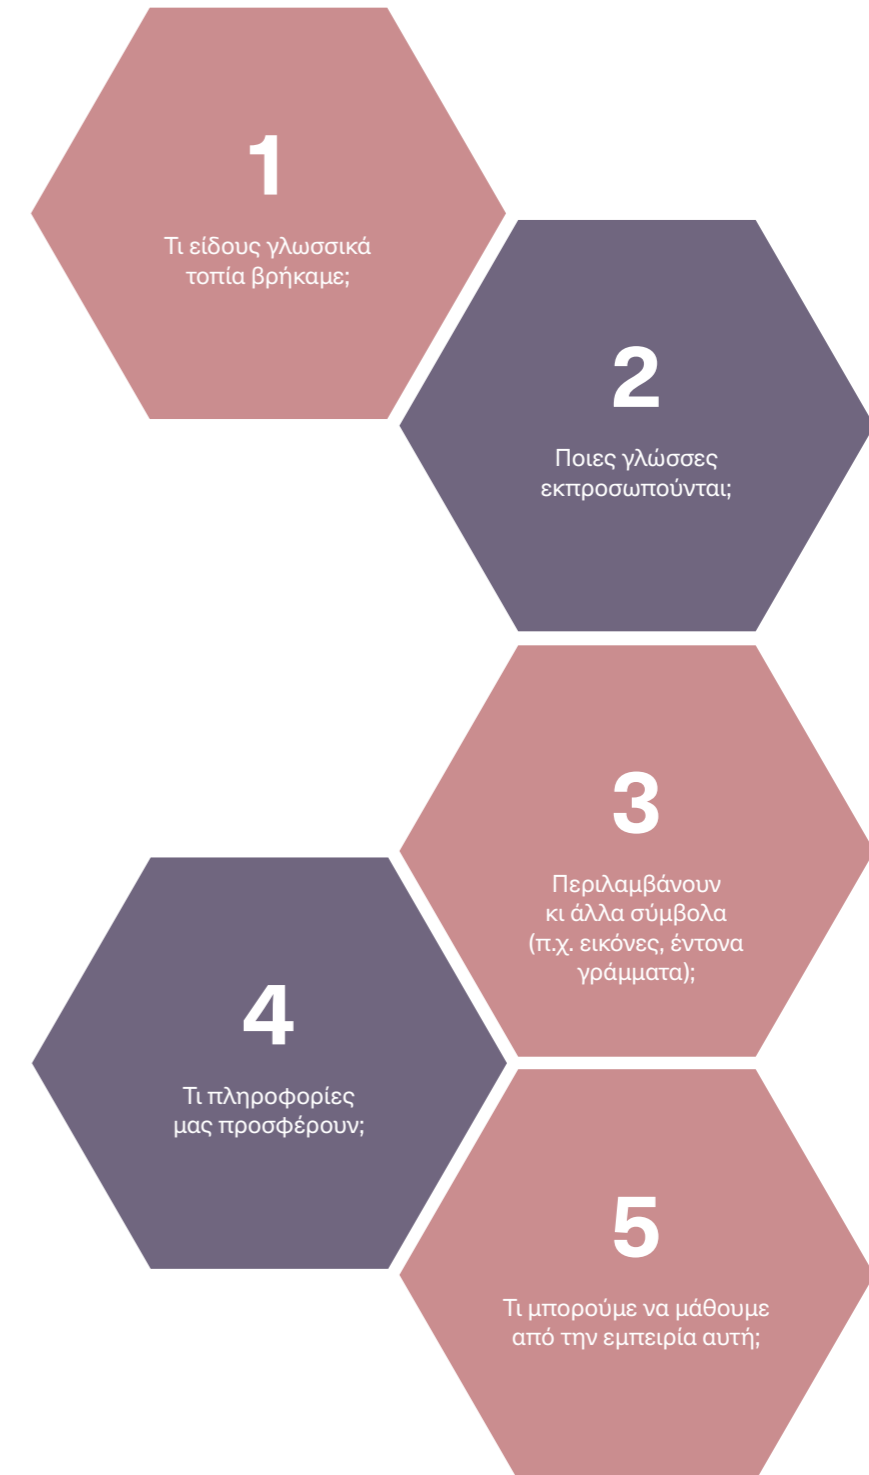 1
Τι είδους γλωσσικά
τοπία βρήκαμε;
2
Ποιες γλώσσες
εκπροσωπούνται;
3
Περιλαμβάνουν
κι άλλα σύμβολα
(π.χ. εικόνες, έντονα
γράμματα);
4
Τι πληροφορίες
μας προσφέρουν;
5
Τι μπορούμε να μάθουμε
από την εμπειρία αυτή;